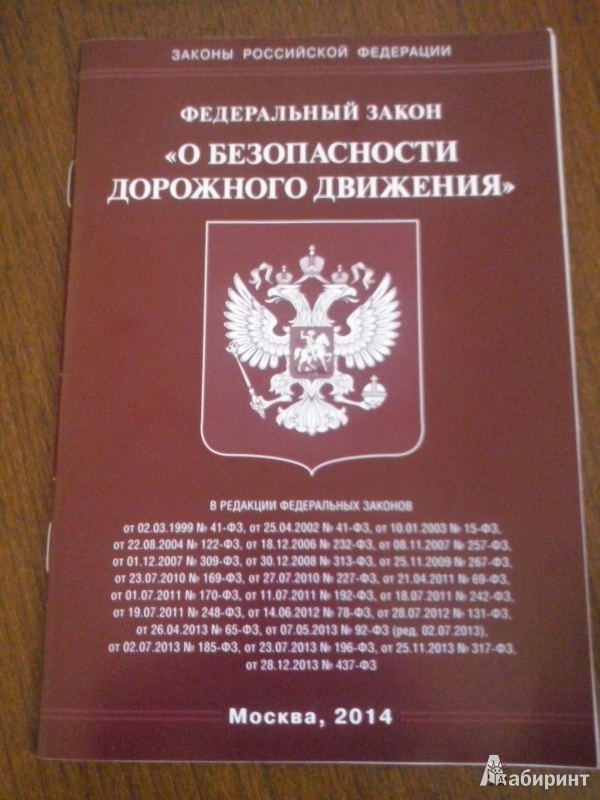 ЗАКОНЫ РОССИЙСКОЙ ФЕДЕРАЦИИ
ФЕДЕРАЛЬНЫЙ ЗАКОН
«О БЕЗОПАСНОСТИ
ДОРОЖНОГО ДВИЖЕНИЯ»
В РЕДАКЦИИ ФЕДЕРАЛЬНЫХ ЗАКОНОВ
от 02.03.1999 № 41-ФЗ, от 25.04.2002 № 41-ФЗ, от 10.01.2003 № 15-ФЗ,
от 22.08.2004 № 122-ФЗ, от 18.12.2006 № 232-ФЗ, от 08.11.2007 № 257-ФЗ,
от 01.12.2007 № 309-ФЗ, от 30.12.2008 № 313-ФЗ, от 25.11.2009 № 267-ФЗ,
от 23.07.2010 № 169-ФЗ, от 27.07.2010 № 227-ФЗ, от 21.04.2011 № 69-ФЗ,
от 01.07.2011 № 170-ФЗ, от 11.07.2011 № 192-ФЗ, от 18.07.2011 № 242-ФЗ,
от 19.07.2011 № 248-ФЗ, от 14.06.2012 № 78-ФЗ, от 28.07.2012 № 131-ФЗ,
от 26.04.2013 № 65-ФЗ, от 07.05.2013 № 92-ФЗ (ред. 02.07.2013),
от 02.07.2013 № 185-ФЗ, от 23.07.2013 № 196-ФЗ, от 25.11.2013 № 317-ФЗ,
от 28.12.2013 № 437-ФЗ
Москва, 2014
Лабиринт